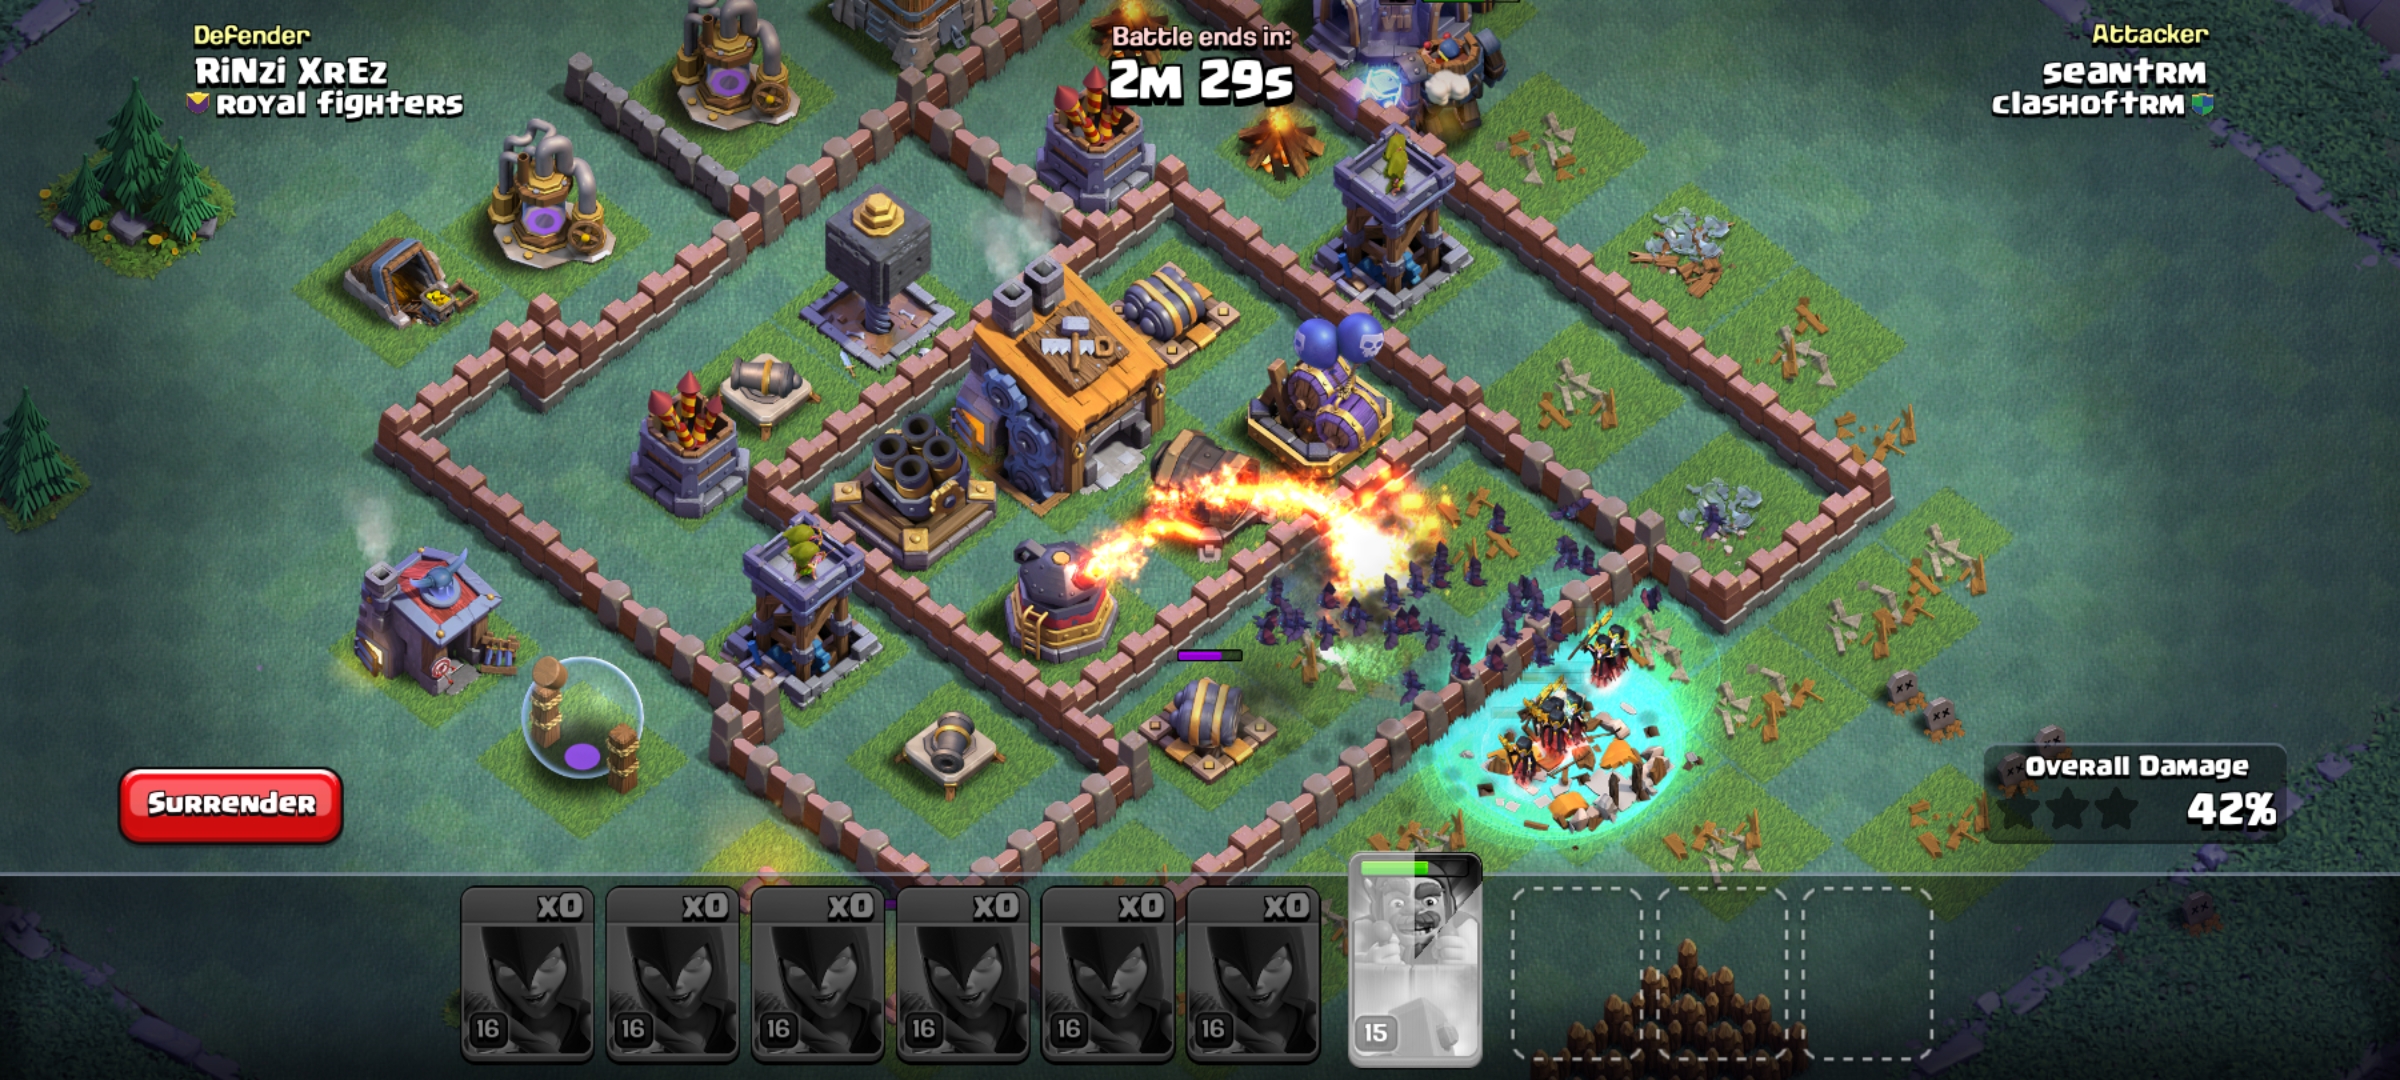 Defender
RiNzi XrEz
royal fighters
Battle ends in:
2M 29s
Attacker
seantrm
clashoftrm
Surrender
Overall Damage
42%
x0
x0
x0
x0
x0
x0
16
16
16
16
16
16
15